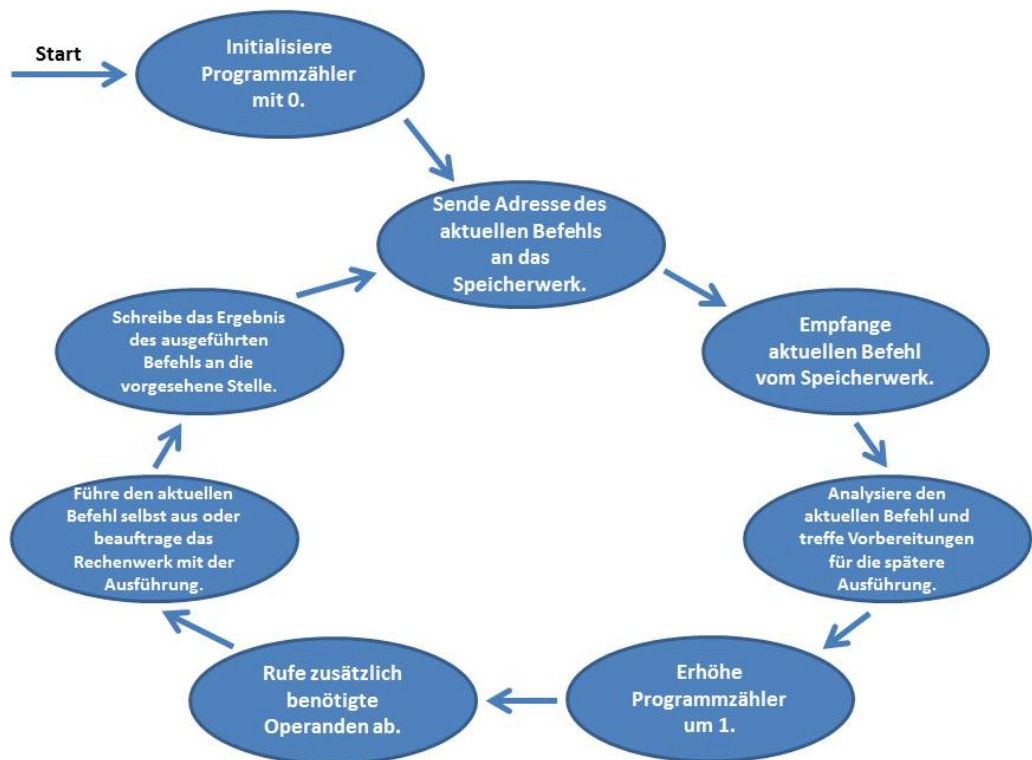 Start
Initialisiere
Programmzähler
mit 0.
Sende Adresse des
aktuellen Befehls
an das
Speicherwerk.
Empfange
aktuellen Befehl
vom Speicherwerk.
Analysiere den
aktuellen Befehl und
treffe Vorbereitungen
für die spätere
Ausführung.
Erhöhe
Programmzähler
um 1.
Rufe zusätzlich
benötigte
Operanden ab.
Führe den aktuellen
Befehl selbst aus oder
beauftrage das
Rechenwerk mit der
Ausführung.
Schreibe das Ergebnis
des ausgeführten
Befehls an die
vorgesehene Stelle.